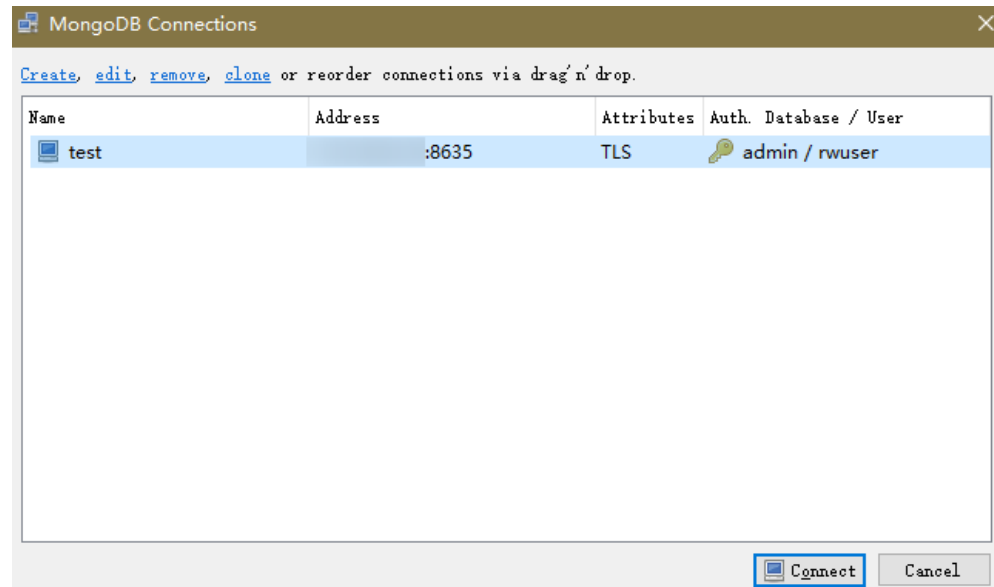 MongoDB Connections
Create, edit, remove, clone or reorder connections via drag'n'drop.
Name Address Attributes Auth. Database / User
test :8635 TLS admin / rwuser
Connect Cancel